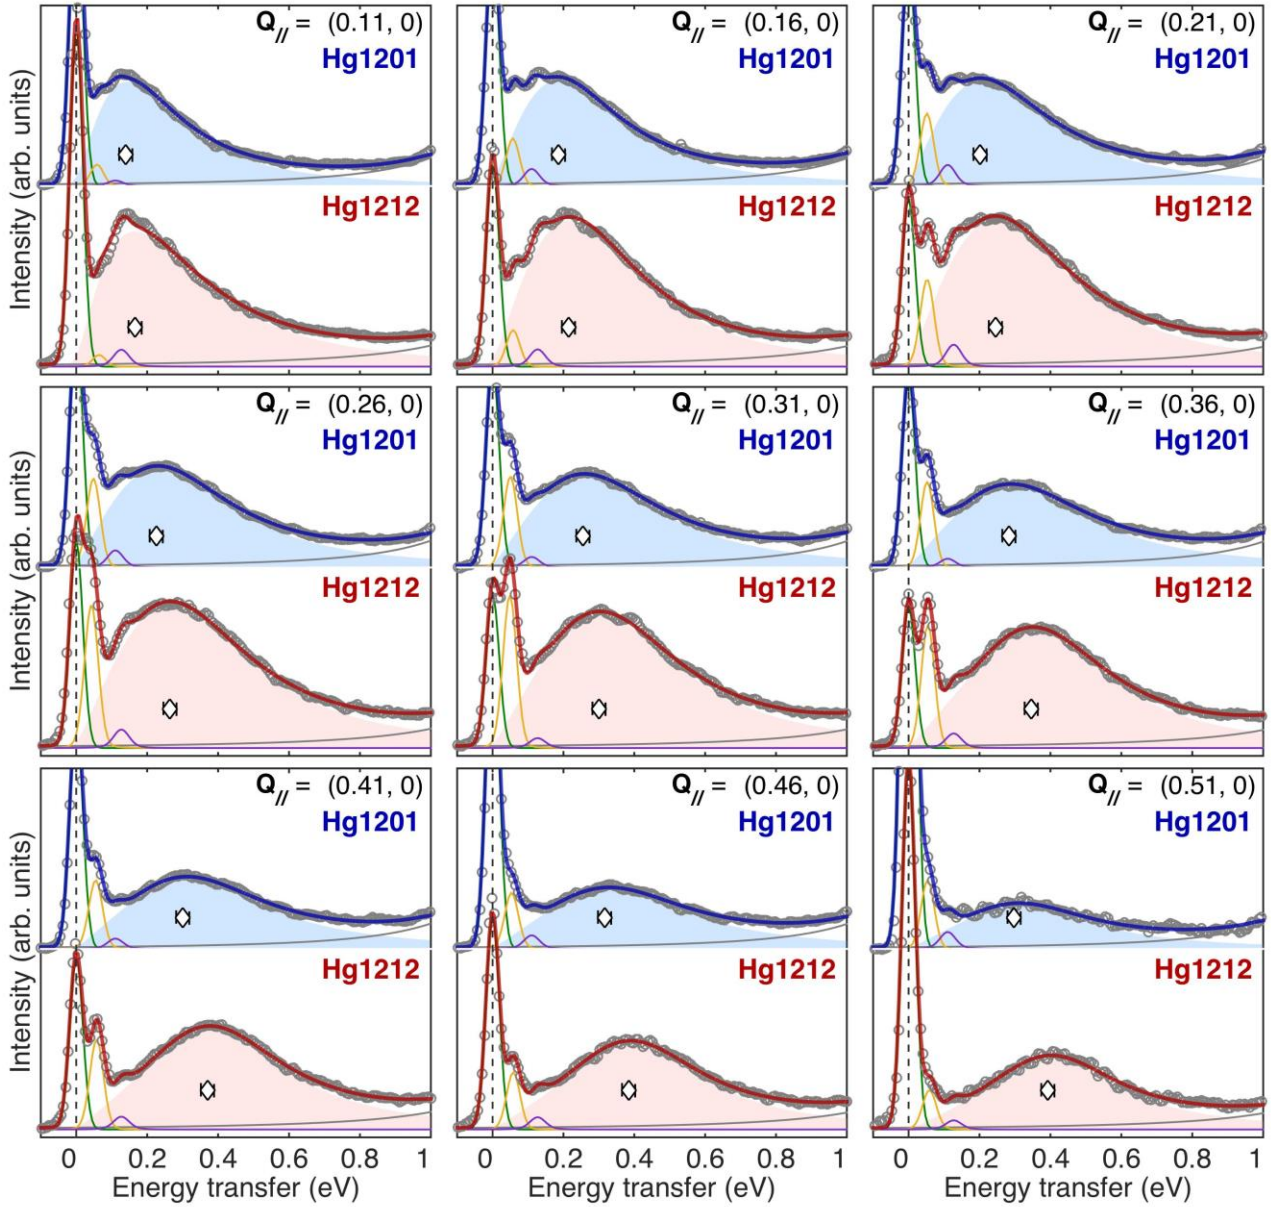 Q// = (0.11, 0)
Hg1201
Hg1212
Q// = (0.16, 0)
Hg1201
Hg1212
Q// = (0.21, 0)
Hg1201
Hg1212
Intensity (arb. units)
Q// = (0.26, 0)
Hg1201
Hg1212
Q// = (0.31, 0)
Hg1201
Hg1212
Q// = (0.36, 0)
Hg1201
Hg1212
Intensity (arb. units)
Q// = (0.41, 0)
Hg1201
Hg1212
Q// = (0.46, 0)
Hg1201
Hg1212
Q// = (0.51, 0)
Hg1201
Hg1212
Intensity (arb. units)
0 0.2 0.4 0.6 0.8 1
0 0.2 0.4 0.6 0.8 1
0 0.2 0.4 0.6 0.8 1
Energy transfer (eV)
Energy transfer (eV)
Energy transfer (eV)